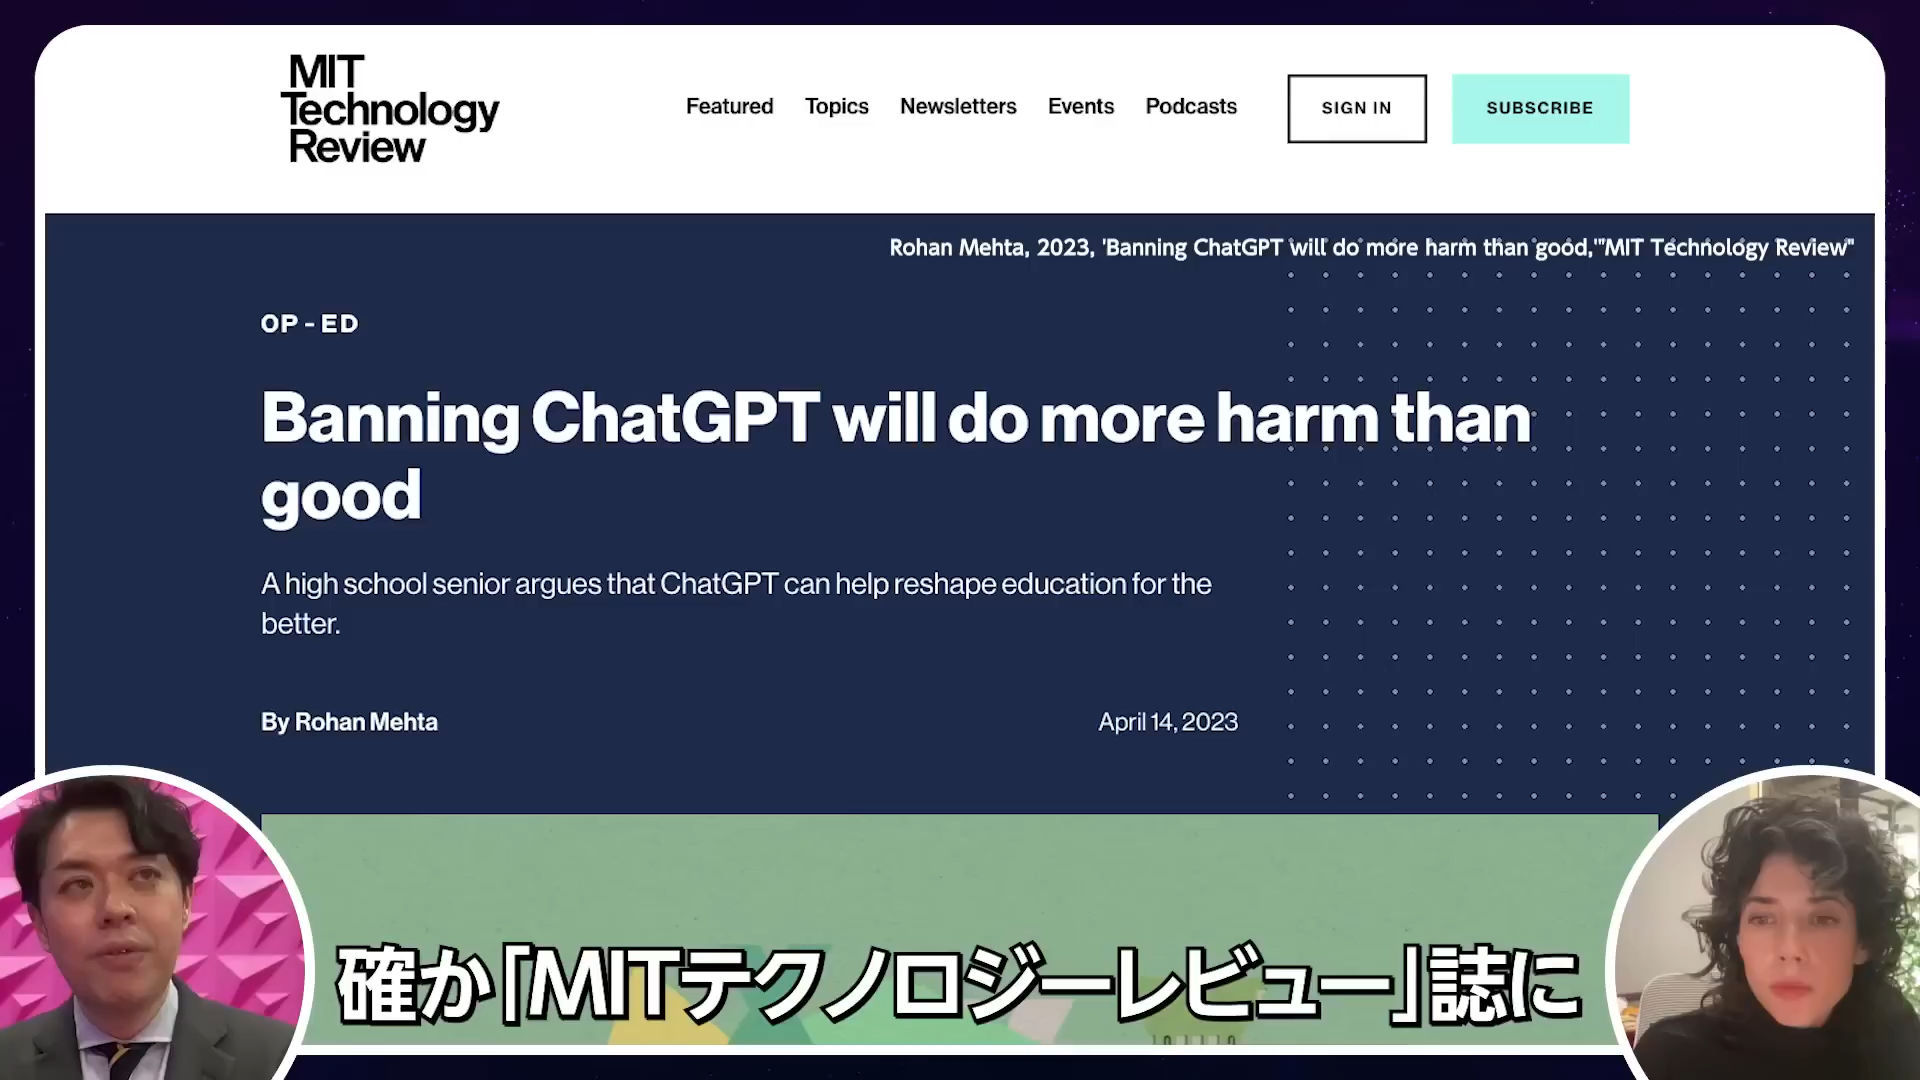 MIT
Technology
Review
Featured Topics Newsletters Events Podcasts SIGN IN SUBSCRIBE
Rohan Mehta, 2023, 'Banning ChatGPT will do more harm than good,'"MIT Technology Review"
OP-ED
Banning ChatGPT will do more harm than
good
A high school senior argues that ChatGPT can help reshape education for the
better.
By Rohan Mehta April 14, 2023
確か「MITテクノロジーレビュー」誌に